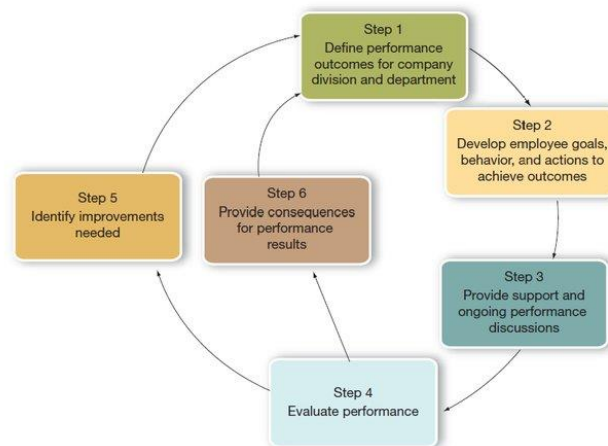 Step 1
Define performance
outcomes for company
division and department
Step 2
Develop employee goals,
behavior, and actions to
achieve outcomes
Step 3
Provide support and
ongoing performance
discussions
Step 4
Evaluate performance
Step 5
Identify improvements
needed
Step 6
Provide consequences
for performance
results